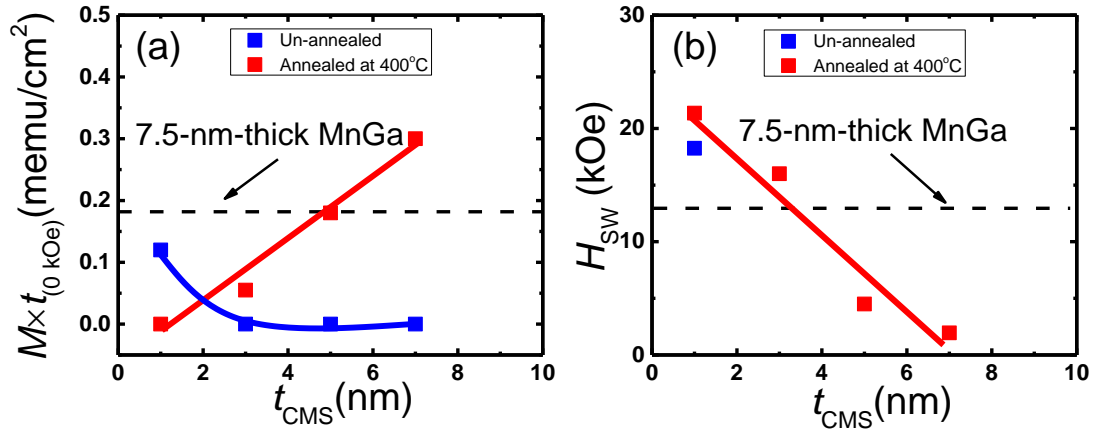 (a)
Un-annealed
Annealed at 400°C
7.5-nm-thick MnGa
M×t(0 kOe)(memu/cm²)
0.5
0.4
0.3
0.2
0.1
0.0
0 2 4 6 8 10
tCMS(nm)
(b)
Un-annealed
Annealed at 400°C
7.5-nm-thick MnGa
HSW (kOe)
30
20
10
0
0 2 4 6 8 10
tCMS(nm)